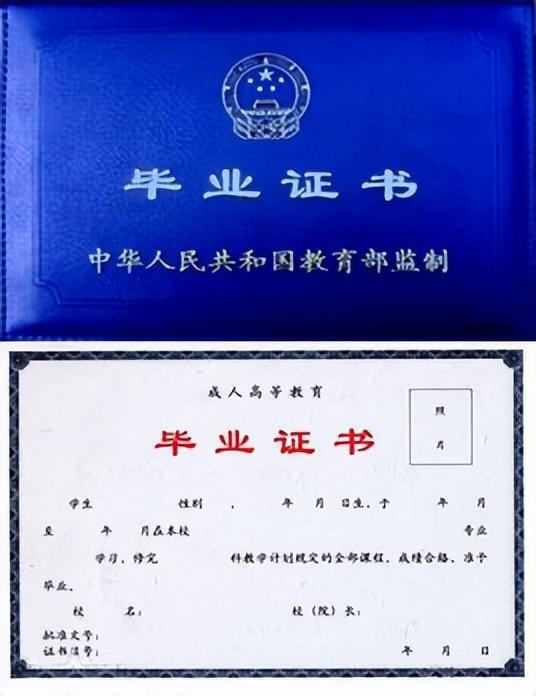 毕业证书
中华人民共和国教育部监制
成人高等教育
照
毕业证书
片
学生 性别 , 年 月 日生,于 年 月
至 年 月在本校 专业
学习,修完 科教学计划规定的全部课程,成绩合格,准予
毕业。
校 名: 校(院)长:
批准文号:
证书编号: 年 月 日